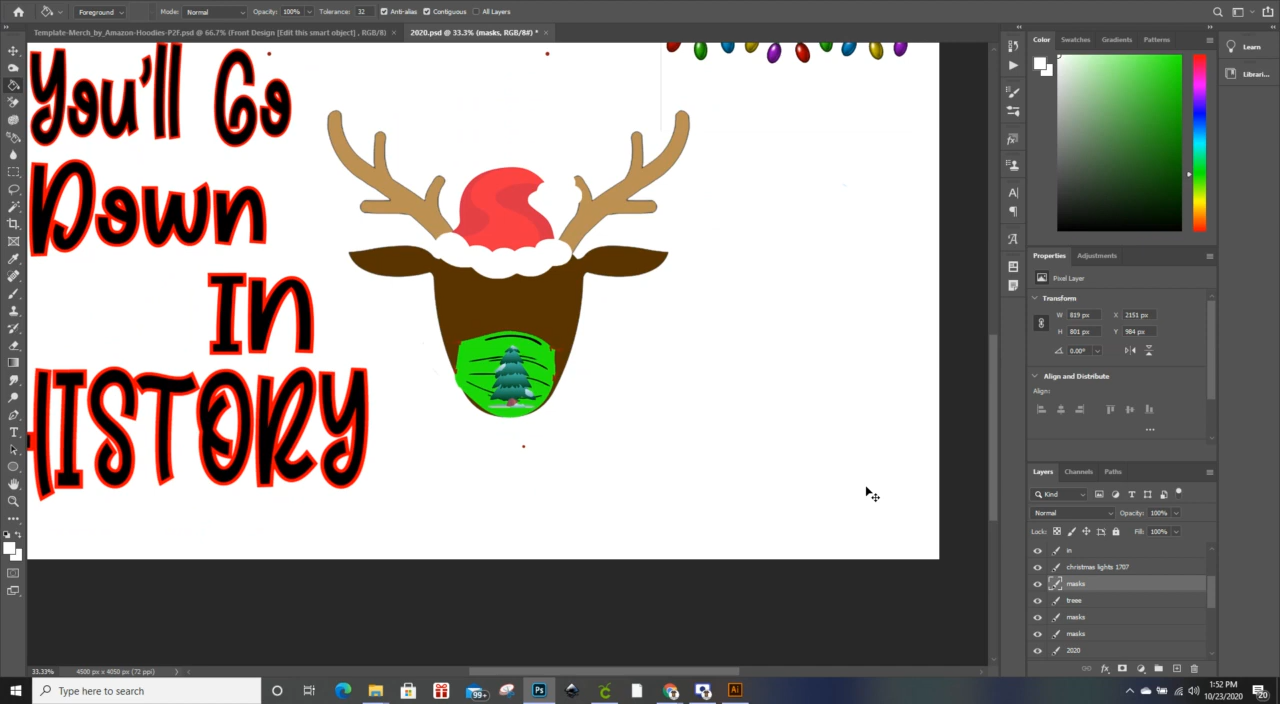 Foreground Mode: Normal Opacity: 100% Tolerance: 32 Anti-alias Contiguous All Layers
Template-Merch_by_Amazon-Hoodies-P2F.psd @ 66.7% (Front Design [Edit this smart object] , RGB/8) × 2020.psd @ 33.3% (masks, RGB/8#) * ×
You'll Go
Down
In
HISTORY
Color Swatches Gradients Patterns
Learn
Librari...
Properties Adjustments
Pixel Layer
Transform
W 819 px X 2151 px
H 801 px Y 984 px
0.00°
Align and Distribute
Align:
...
Layers Channels Paths
Kind
Normal Opacity: 100%
Lock: Fill: 100%
in
christmas lights 1707
masks
treee
masks
masks
2020
33.33% 4500 px x 4050 px (72 ppi)
Type here to search
99+
Ps
Ai
1:52 PM
10/23/2020
20